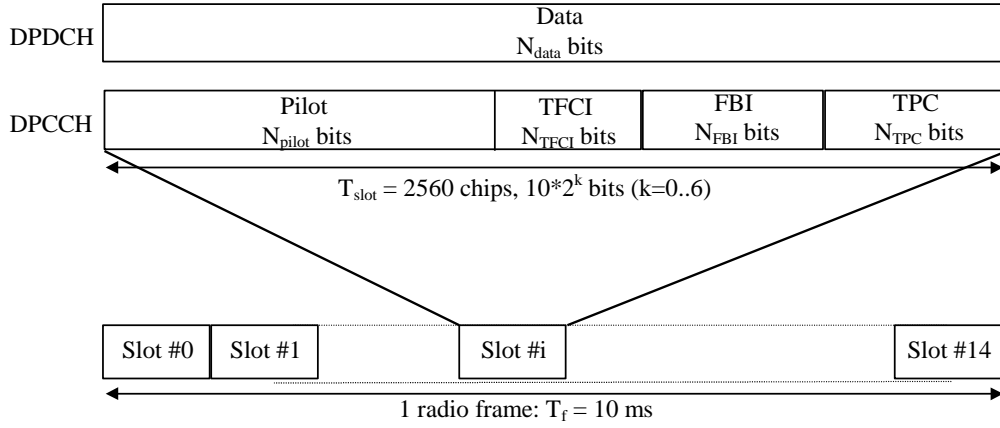 Data
DPDCH
N_data bits
Pilot TFCI FBI TPC
DPCCH
N_pilot bits N_TFCI bits N_FBI bits N_TPC bits
T_slot = 2560 chips, 10*2^k bits (k=0..6)
Slot #0 Slot #1 Slot #i Slot #14
1 radio frame: T_f = 10 ms